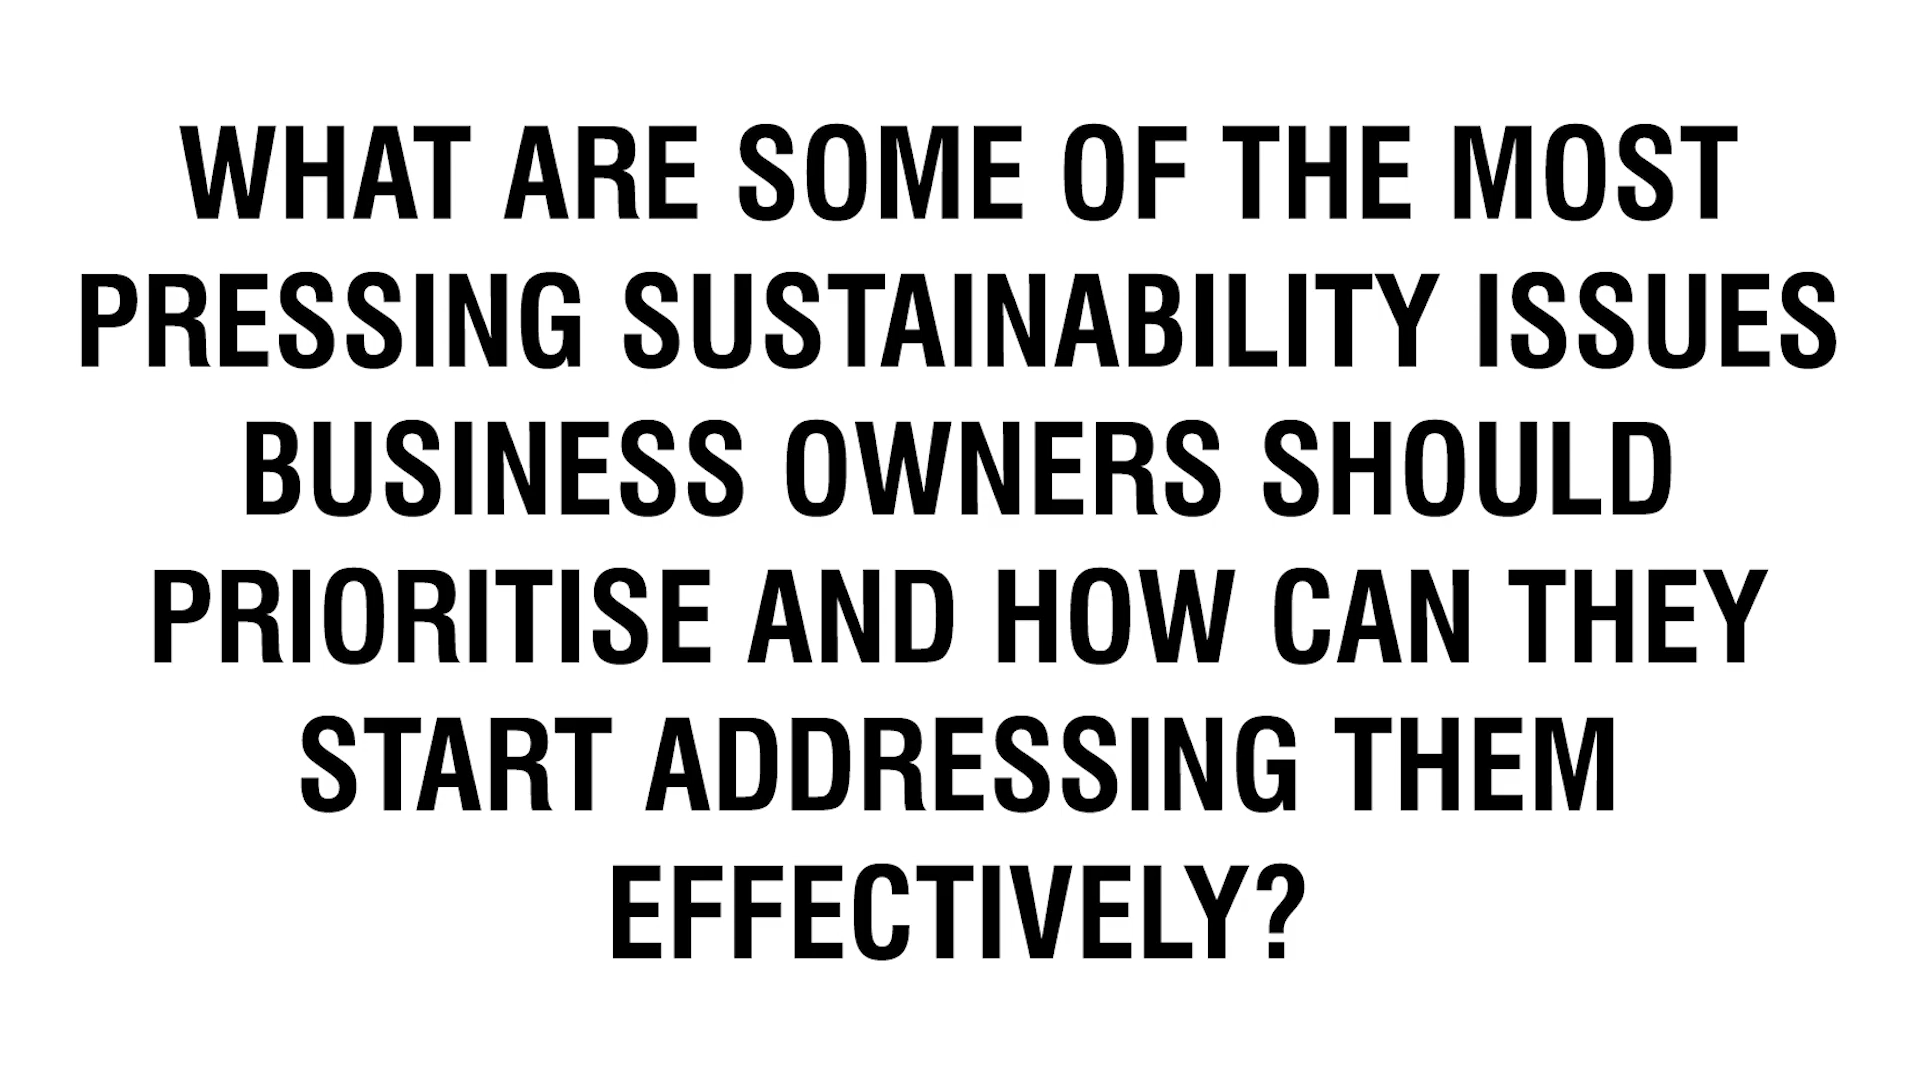 WHAT ARE SOME OF THE MOST
PRESSING SUSTAINABILITY ISSUES
BUSINESS OWNERS SHOULD
PRIORITISE AND HOW CAN THEY
START ADDRESSING THEM
EFFECTIVELY?